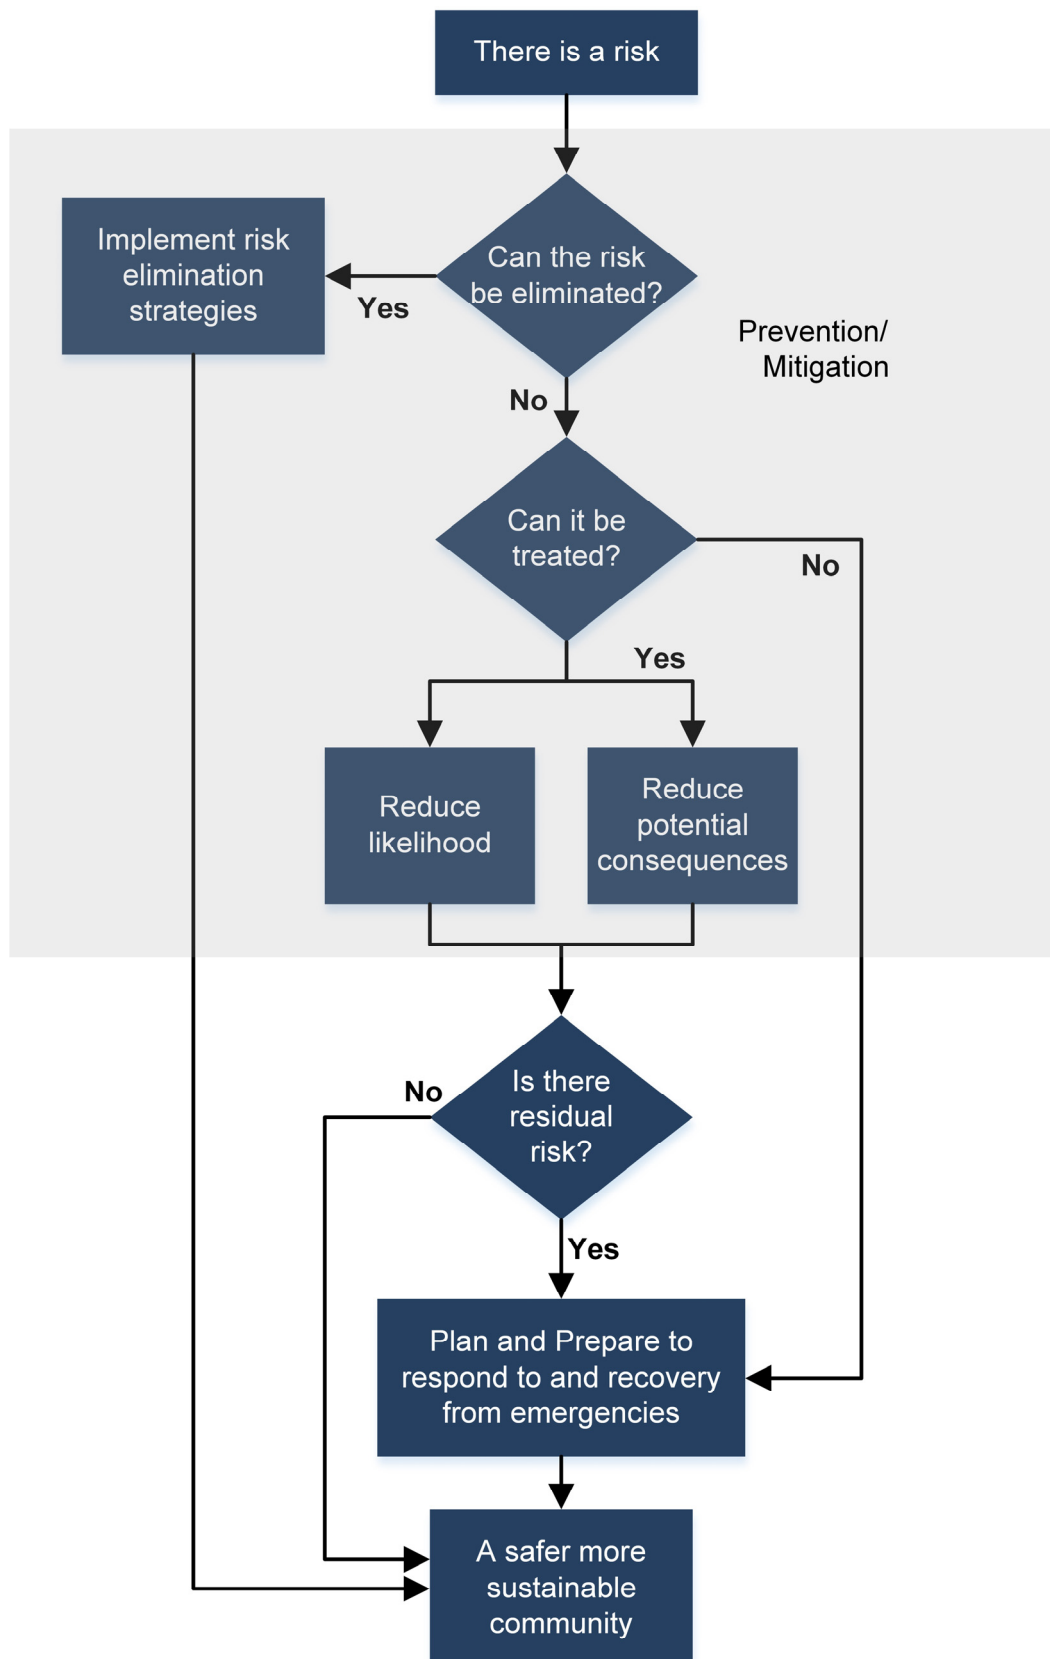 There is a risk
Implement risk
elimination
strategies
Can the risk
be eliminated?
Yes
Prevention/
Mitigation
No
Can it be
treated?
No
Yes
Reduce
likelihood
Reduce
potential
consequences
Is there
residual
risk?
No
Yes
Plan and Prepare to
respond to and recovery
from emergencies
A safer more
sustainable
community